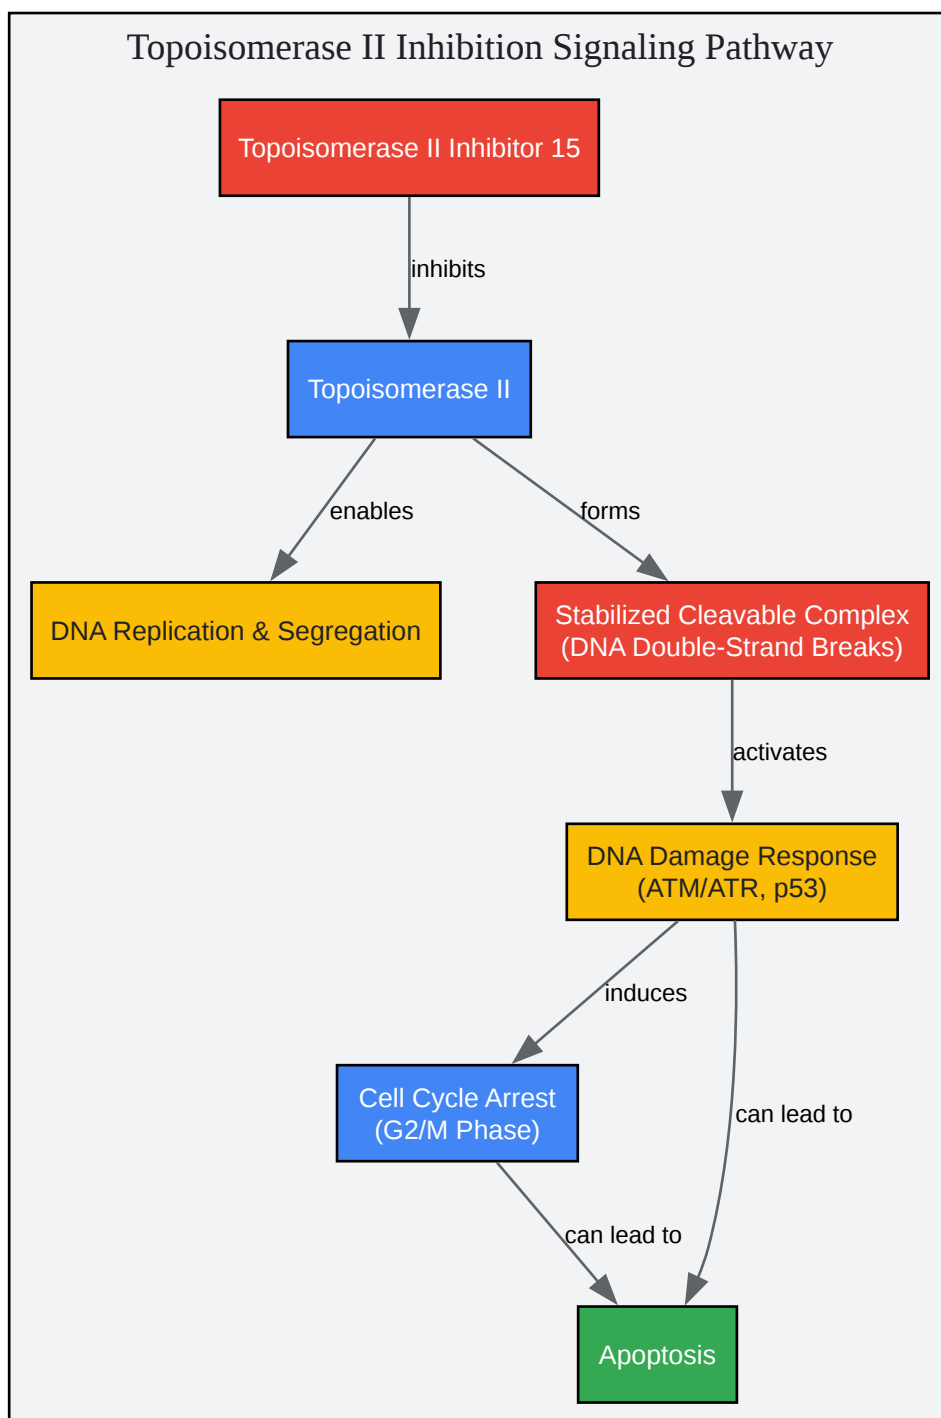 Topoisomerase II Inhibition Signaling Pathway
Topoisomerase II Inhibitor 15
inhibits
Topoisomerase II
enables
forms
DNA Replication & Segregation
Stabilized Cleavable Complex
(DNA Double-Strand Breaks)
activates
DNA Damage Response
(ATM/ATR, p53)
induces
Cell Cycle Arrest
(G2/M Phase)
can lead to
can lead to
Apoptosis